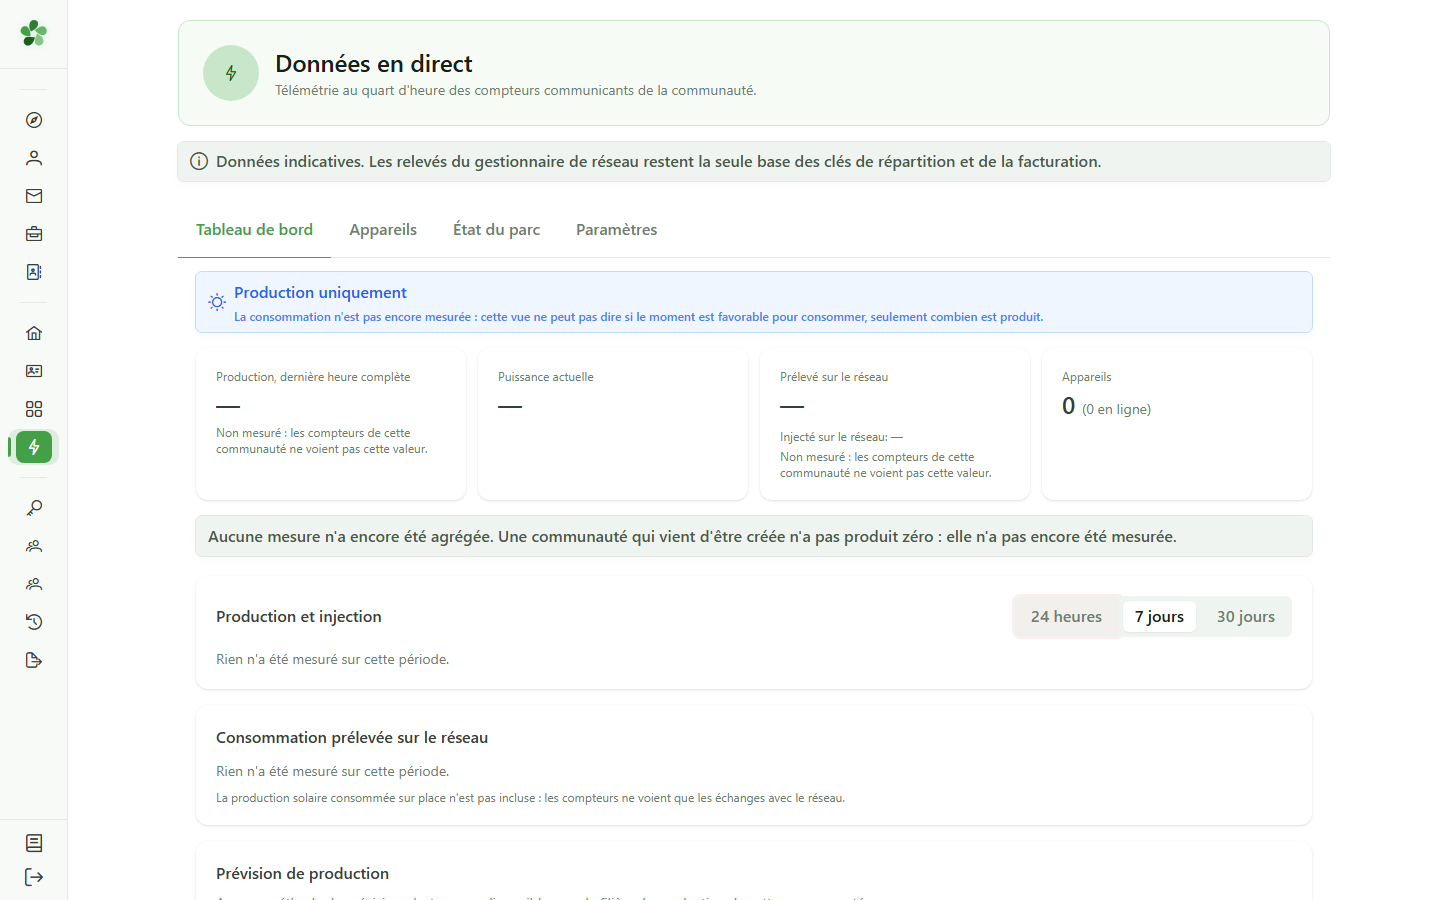 Données en direct
Télémétrie au quart d'heure des compteurs communicants de la communauté.
Données indicatives. Les relevés du gestionnaire de réseau restent la seule base des clés de répartition et de la facturation.
Tableau de bord
Appareils
État du parc
Paramètres
Production uniquement
La consommation n'est pas encore mesurée : cette vue ne peut pas dire si le moment est favorable pour consommer, seulement combien est produit.
Production, dernière heure complète
—
Non mesuré : les compteurs de cette
communauté ne voient pas cette valeur.
Puissance actuelle
—
Prélevé sur le réseau
—
Injecté sur le réseau: —
Non mesuré : les compteurs de cette
communauté ne voient pas cette valeur.
Appareils
0 (0 en ligne)
Aucune mesure n'a encore été agrégée. Une communauté qui vient d'être créée n'a pas produit zéro : elle n'a pas encore été mesurée.
Production et injection
24 heures
7 jours
30 jours
Rien n'a été mesuré sur cette période.
Consommation prélevée sur le réseau
Rien n'a été mesuré sur cette période.
La production solaire consommée sur place n'est pas incluse : les compteurs ne voient que les échanges avec le réseau.
Prévision de production